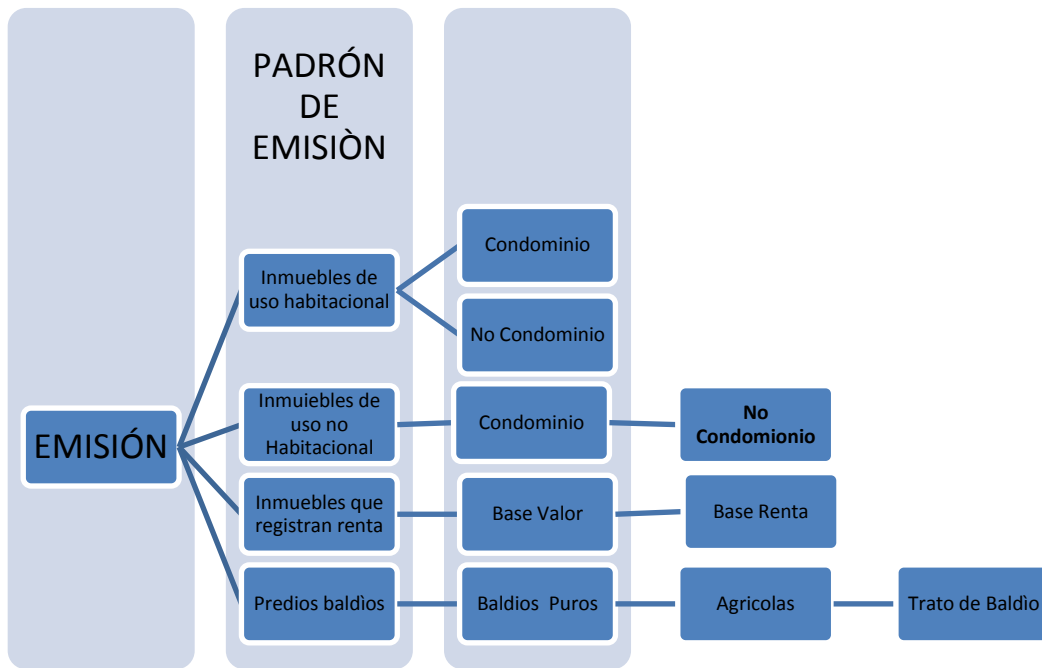 PADRÓN
DE
EMISIÒN
EMISIÓN
Inmuebles de
uso habitacional
Condominio
No Condominio
Inmuiebles de
uso no
Habitacional
Condominio
No
Condomionio
Inmuebles que
registran renta
Base Valor
Base Renta
Predios baldìos
Baldios Puros
Agricolas
Trato de Baldìo